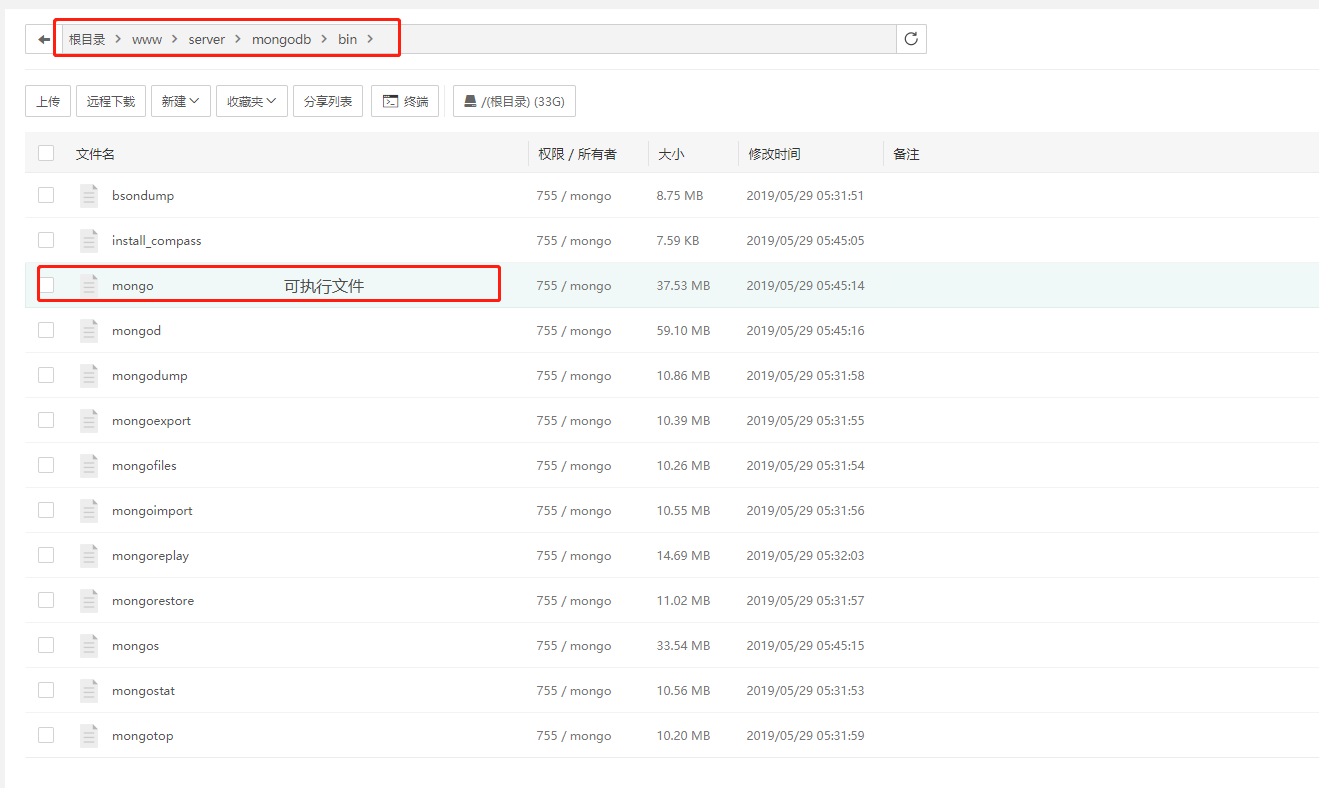 根目录 > www > server > mongodb > bin >
上传 远程下载 新建 收藏夹 分享列表 终端 /(根目录) (33G)
文件名 权限 / 所有者 大小 修改时间 备注
bsondump 755 / mongo 8.75 MB 2019/05/29 05:31:51
install_compass 755 / mongo 7.59 KB 2019/05/29 05:45:05
mongo 可执行文件 755 / mongo 37.53 MB 2019/05/29 05:45:14
mongod 755 / mongo 59.10 MB 2019/05/29 05:45:16
mongodump 755 / mongo 10.86 MB 2019/05/29 05:31:58
mongoexport 755 / mongo 10.39 MB 2019/05/29 05:31:55
mongofiles 755 / mongo 10.26 MB 2019/05/29 05:31:54
mongoimport 755 / mongo 10.55 MB 2019/05/29 05:31:56
mongoreplay 755 / mongo 14.69 MB 2019/05/29 05:32:03
mongorestore 755 / mongo 11.02 MB 2019/05/29 05:31:57
mongos 755 / mongo 33.54 MB 2019/05/29 05:45:15
mongostat 755 / mongo 10.56 MB 2019/05/29 05:31:53
mongotop 755 / mongo 10.20 MB 2019/05/29 05:31:59